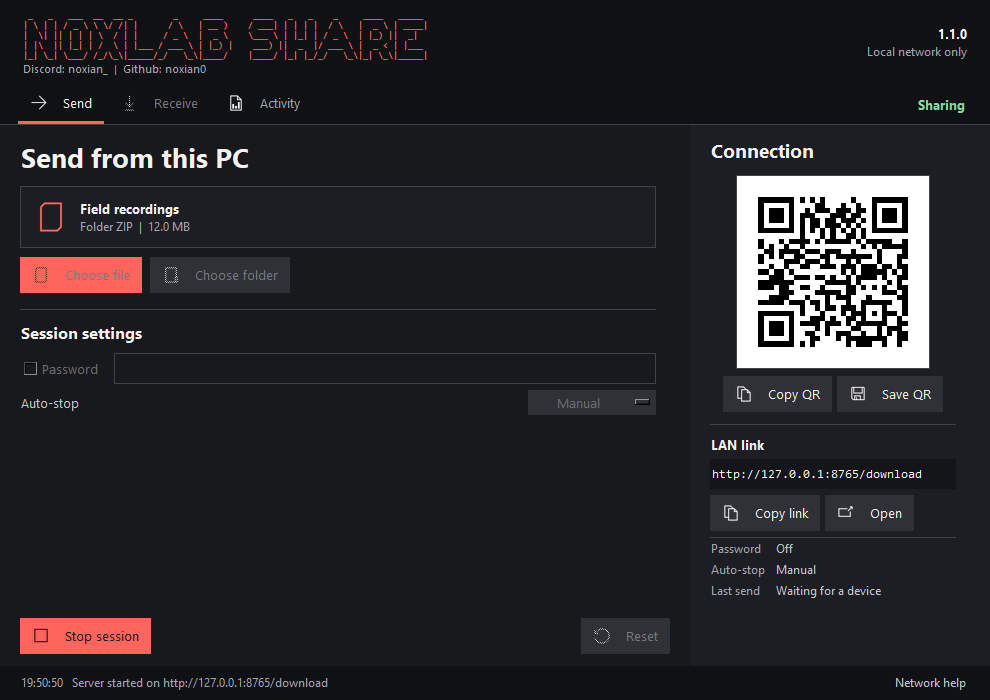 NOXLAB SHARE
Discord: noxian_ | Github: noxian0
1.1.0
Local network only
Send
Receive
Activity
Sharing
Send from this PC
Field recordings
Folder ZIP | 12.0 MB
Choose file
Choose folder
Session settings
Password
Auto-stop
Manual
Stop session
Reset
Connection
Copy QR
Save QR
LAN link
http://127.0.0.1:8765/download
Copy link
Open
Password Off
Auto-stop Manual
Last send Waiting for a device
19:50:50 Server started on http://127.0.0.1:8765/download
Network help